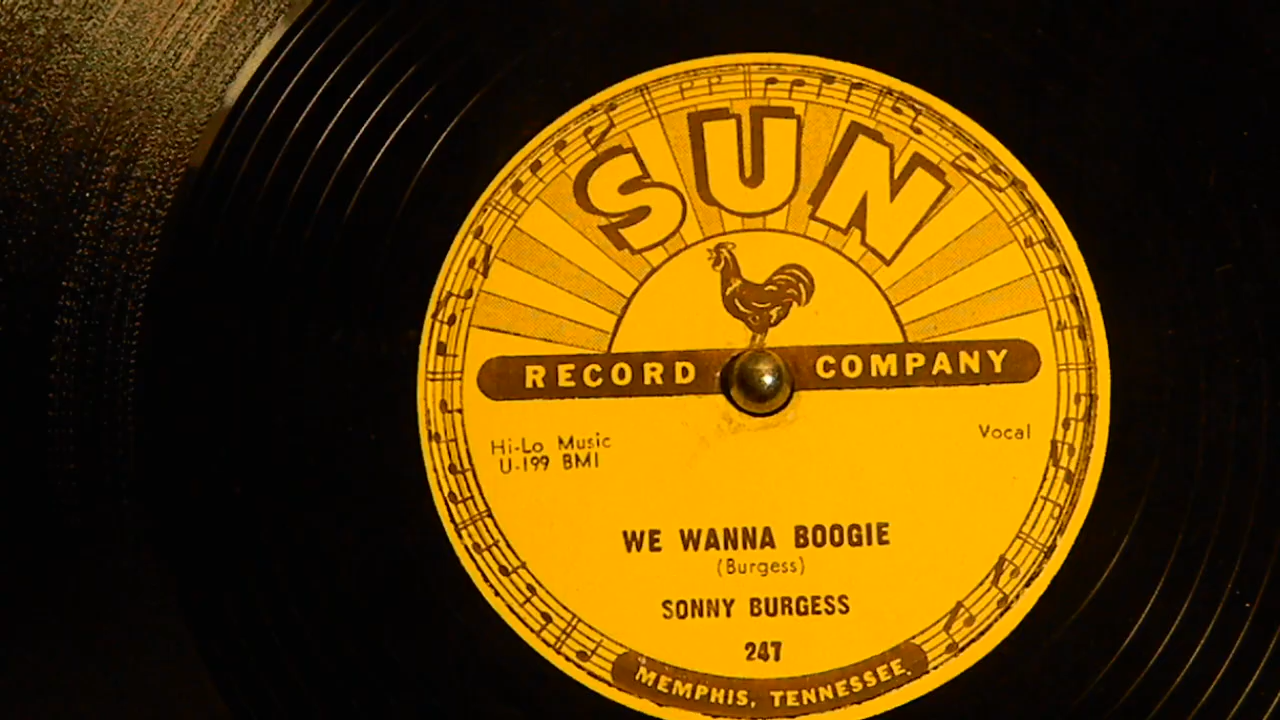 SUN
RECORD COMPANY
Hi-Lo Music
U-199 BMI
Vocal
WE WANNA BOOGIE
(Burgess)
SONNY BURGESS
247
MEMPHIS, TENNESSEE